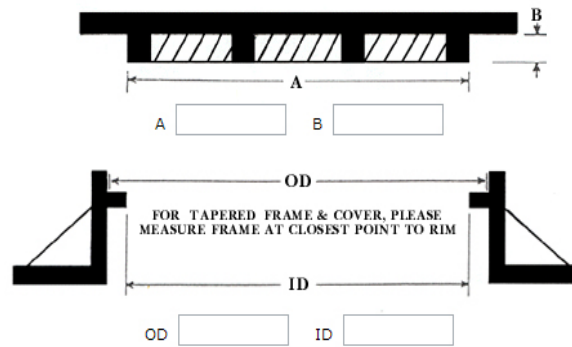 B
A
A B
OD
FOR TAPERED FRAME & COVER, PLEASE
MEASURE FRAME AT CLOSEST POINT TO RIM
ID
OD ID